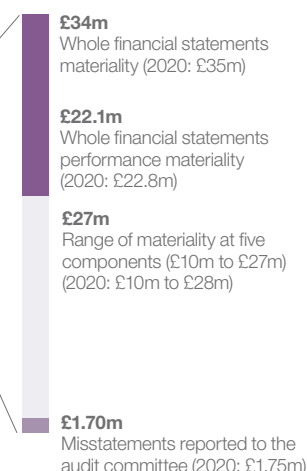 £34m
Whole financial statements
materiality (2020: £35m)
£22.1m
Whole financial statements
performance materiality
(2020: £22.8m)
£27m
Range of materiality at five
components (£10m to £27m)
(2020: £10m to £28m)
£1.70m
Misstatements reported to the
audit committee (2020: £1.75m)